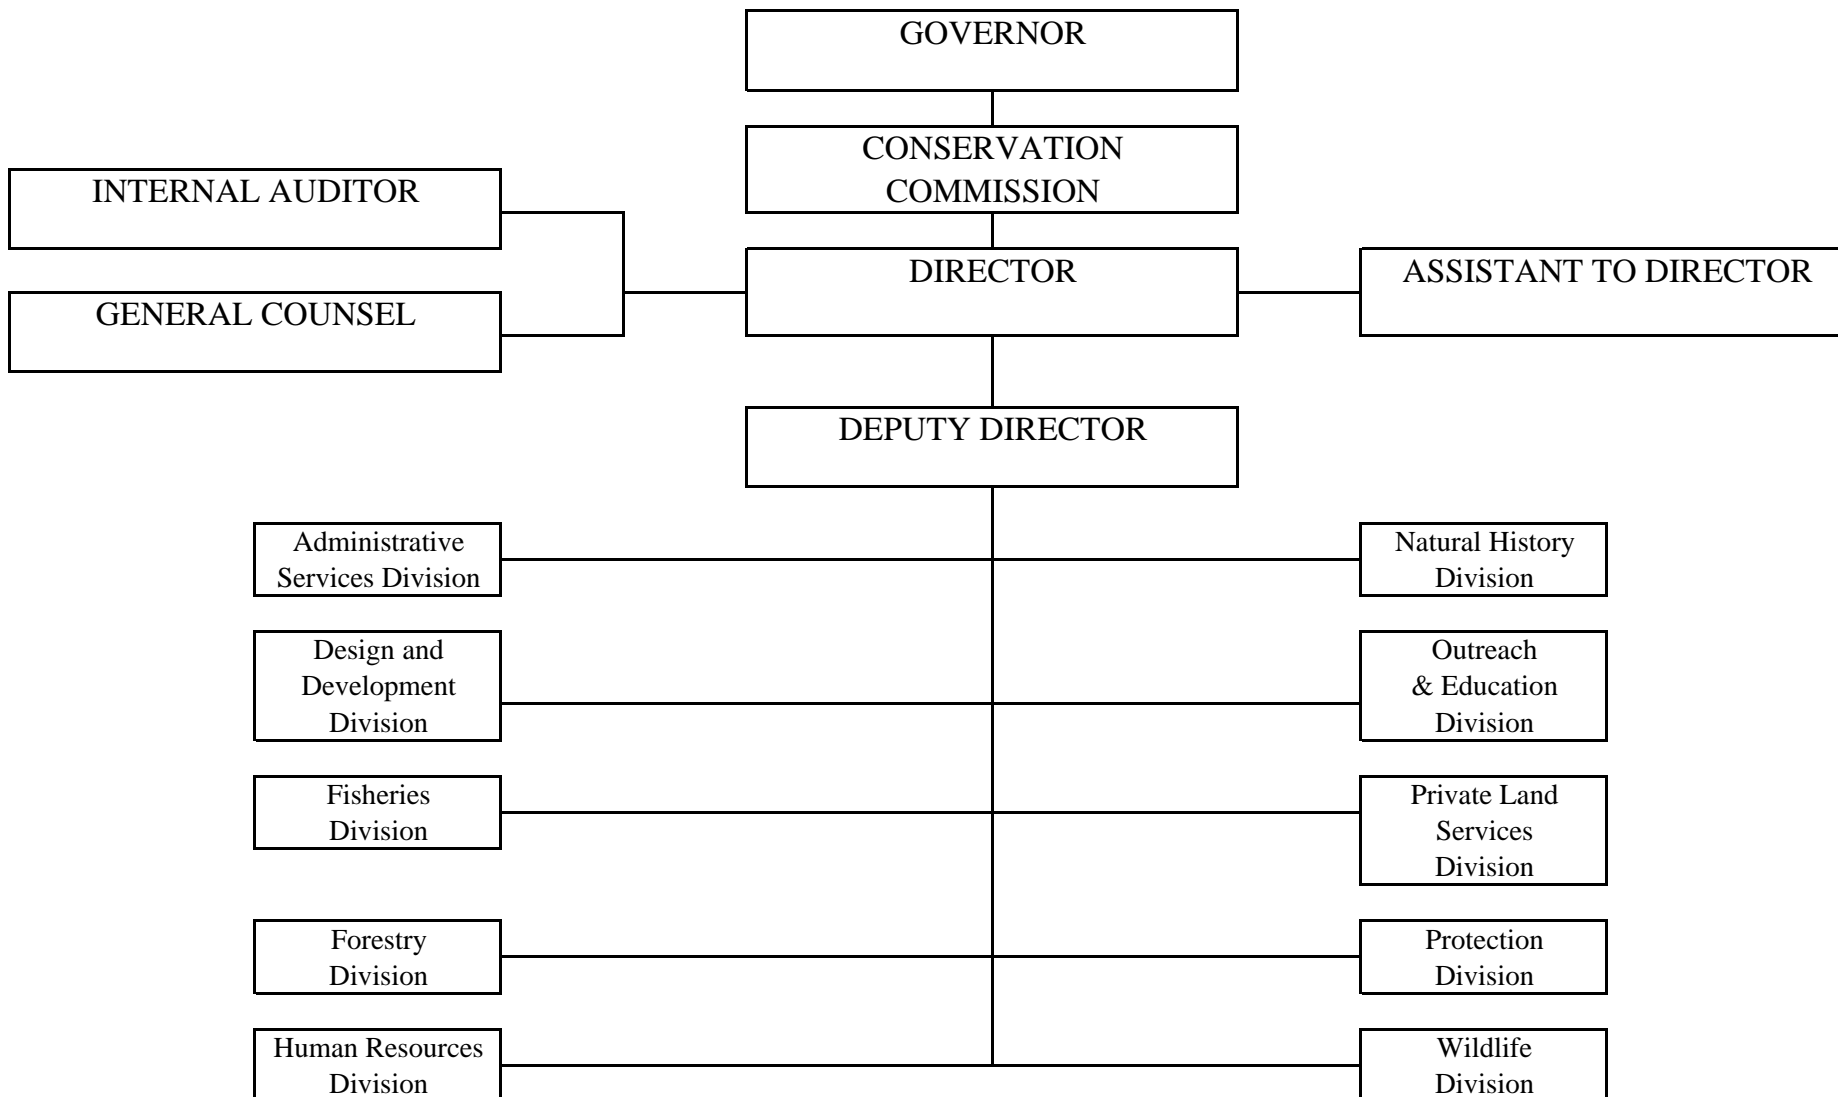 GOVERNOR
CONSERVATION
COMMISSION
INTERNAL AUDITOR
DIRECTOR
ASSISTANT TO DIRECTOR
GENERAL COUNSEL
DEPUTY DIRECTOR
Administrative
Services Division
Natural History
Division
Design and
Development
Division
Outreach
& Education
Division
Fisheries
Division
Private Land
Services
Division
Forestry
Division
Protection
Division
Human Resources
Division
Wildlife
Division